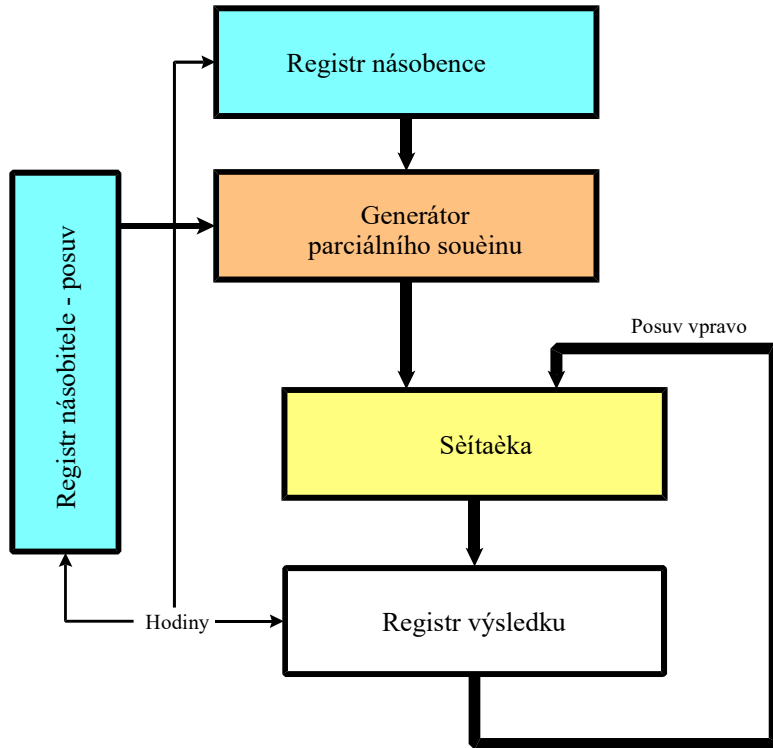 Registr násobence
Generátor
parciálního souèinu
Registr násobitele - posuv
Posuv vpravo
Sèítaèka
Hodiny
Registr výsledku